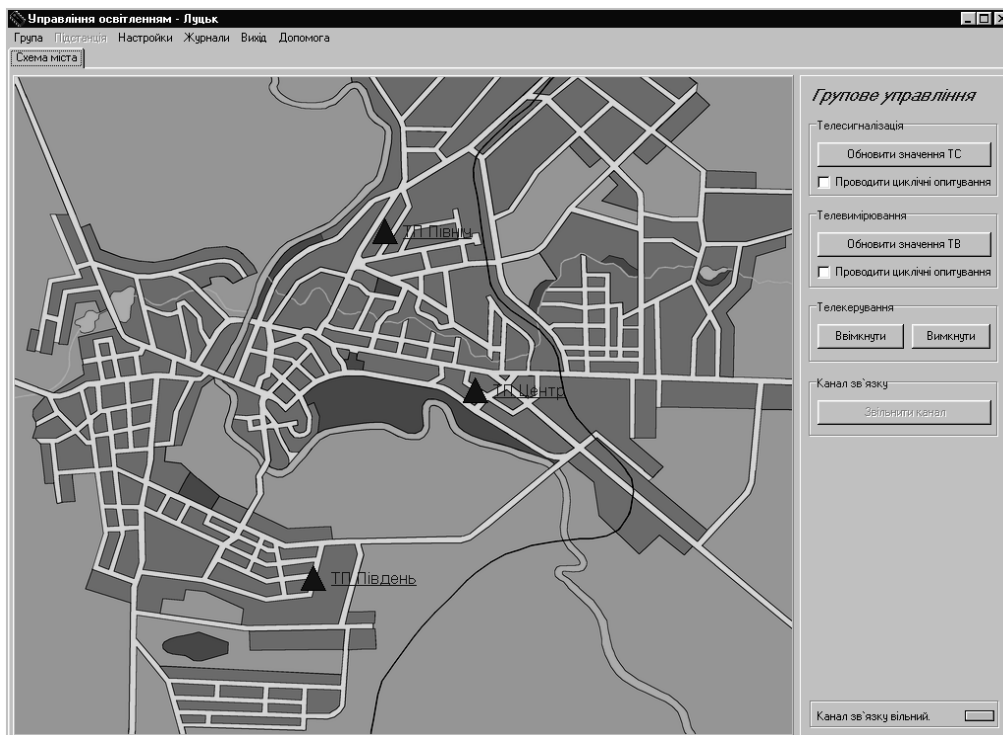 Управління освітленням - Луцьк
Група Підстанція Настройки Журнали Вихід Допомога
Схема міста
Групове управління
Телесигналізація
Обновити значення ТС
Проводити циклічні опитування
ТП Північ
Телевимірювання
Обновити значення ТВ
Проводити циклічні опитування
Телекерування
Ввімкнути Вимкнути
ТП Центр
Канал зв`язку
Звільнити канал
ТП Південь
Канал зв`язку вільний.